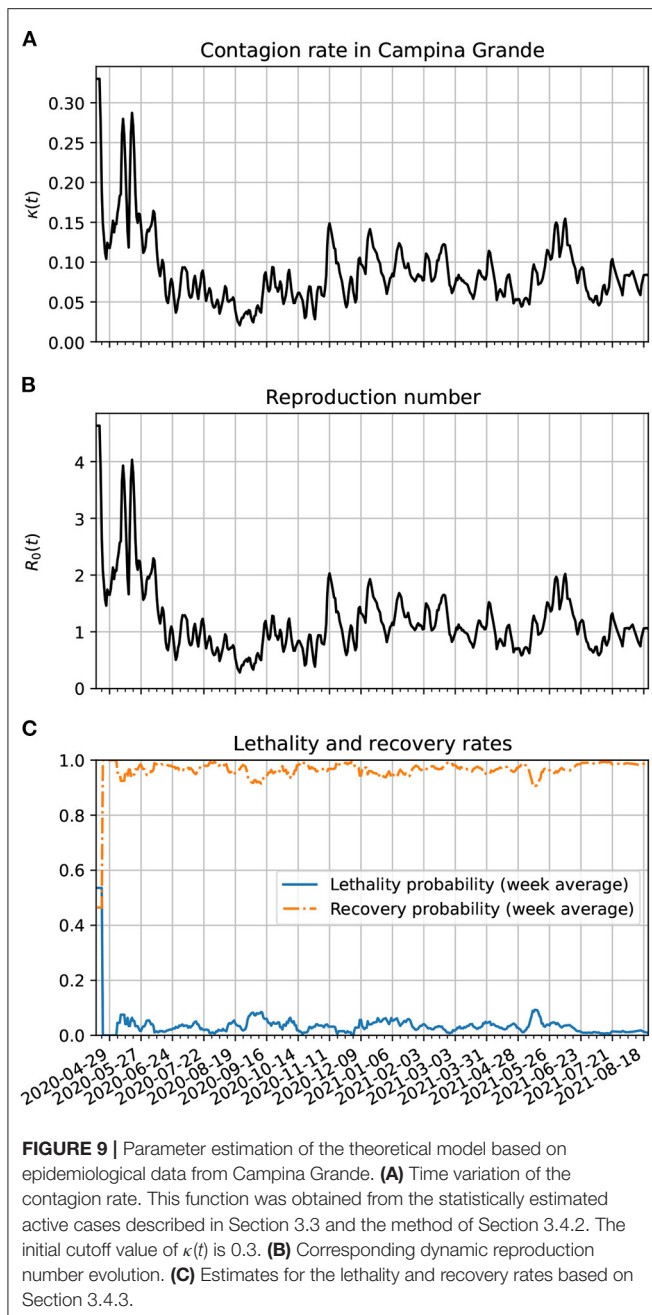 A
Contagion rate in Campina Grande
0.30
0.25
0.20
0.15
0.10
0.05
0.00
κ(t)
B
Reproduction number
4
3
2
1
0
R₀(t)
C
Lethality and recovery rates
1.0
0.8
0.6
0.4
0.2
0.0
Lethality probability (week average)
Recovery probability (week average)
2020-04-29
2020-05-27
2020-06-24
2020-07-22
2020-08-19
2020-09-16
2020-10-14
2020-11-11
2020-12-09
2021-01-06
2021-02-03
2021-03-03
2021-03-31
2021-04-28
2021-05-26
2021-06-23
2021-07-21
2021-08-18
FIGURE 9 | Parameter estimation of the theoretical model based on
epidemiological data from Campina Grande. (A) Time variation of the
contagion rate. This function was obtained from the statistically estimated
active cases described in Section 3.3 and the method of Section 3.4.2. The
initial cutoff value of κ(t) is 0.3. (B) Corresponding dynamic reproduction
number evolution. (C) Estimates for the lethality and recovery rates based on
Section 3.4.3.